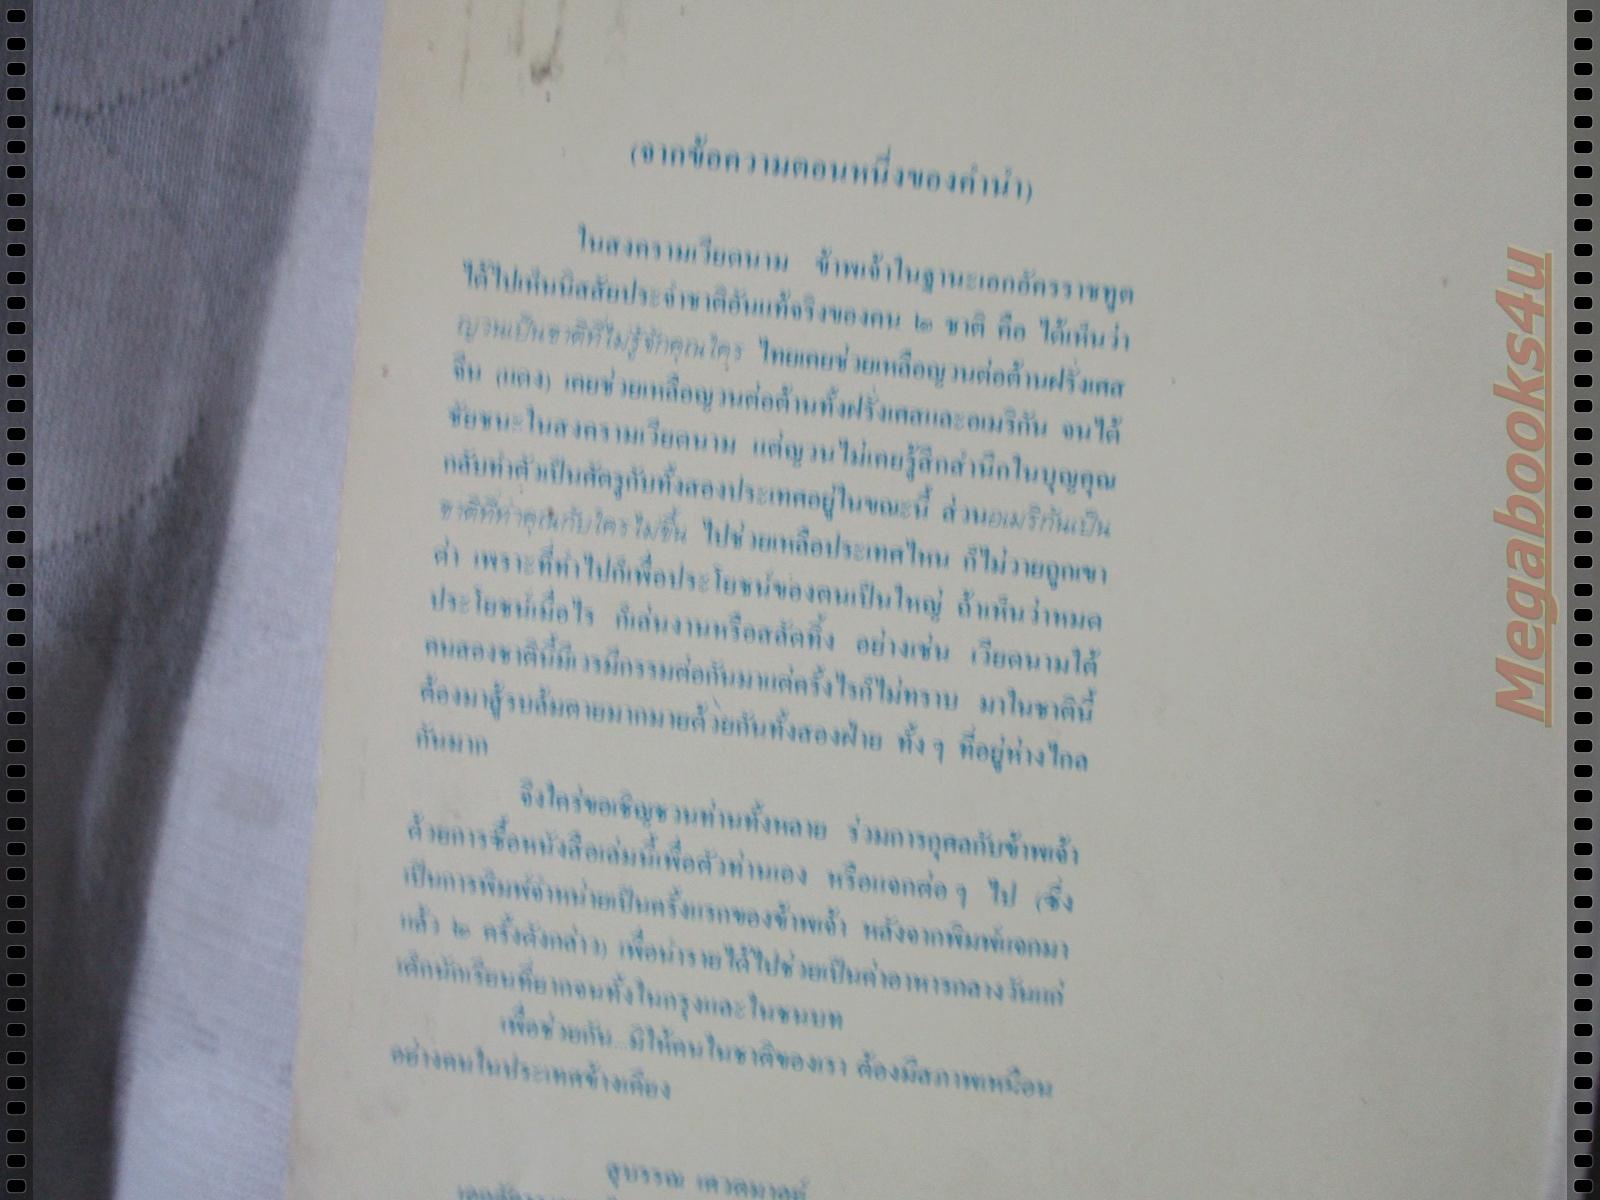 (จากข้อความตอนหนึ่งของคำนำ)
ในสงครามเวียดนาม ข้าพเจ้าในฐานะเอกอัครราชทูต
ได้ไปเห็นนิสสัยประจำชาติอันแท้จริงของคน ๒ ชาติ คือ ได้เห็นว่า
ญวนเป็นชาติที่ไม่รู้จักคุณใคร ไทยเคยช่วยเหลือญวนต่อต้านฝรั่งเศส
จีน (แดง) เคยช่วยเหลือญวนต่อต้านทั้งฝรั่งเศสและอเมริกัน จนได้
ชัยชนะในสงครามเวียดนาม แต่ญวนไม่เคยรู้สึกสำนึกในบุญคุณ
กลับทำตัวเป็นศัตรูกับทั้งสองประเทศอยู่ในขณะนี้ ส่วนอเมริกันเป็น
ชาติที่ทำคุณกับใครไม่ขึ้น ไปช่วยเหลือประเทศไหน ก็ไม่วายถูกเขา
ด่า เพราะที่ทำไปก็เพื่อประโยชน์ของตนเป็นใหญ่ ถ้าเห็นว่าหมด
ประโยชน์เมื่อไร ก็เล่นงานหรือสลัดทิ้ง อย่างเช่น เวียดนามใต้
คนสองชาตินี้มีเวรมีกรรมต่อกันมาแต่ครั้งไรก็ไม่ทราบ มาในชาตินี้
ต้องมาสู้รบล้มตายมากมายด้วยกันทั้งสองฝ่าย ทั้ง ๆ ที่อยู่ห่างไกล
กันมาก
จึงใคร่ขอเชิญชวนท่านทั้งหลาย ร่วมการกุศลกับข้าพเจ้า
ด้วยการซื้อหนังสือเล่มนี้เพื่อตัวท่านเอง หรือแจกต่อ ๆ ไป (ซึ่ง
เป็นการพิมพ์จำหน่ายเป็นครั้งแรกของข้าพเจ้า หลังจากพิมพ์แจกมา
แล้ว ๒ ครั้งดังกล่าว) เพื่อนำรายได้ไปช่วยเป็นค่าอาหารกลางวันแก่
เด็กนักเรียนที่ยากจนทั้งในกรุงและในชนบท
เพื่อช่วยกัน...มิให้คนในชาติของเรา ต้องมีสภาพเหมือน
อย่างคนในประเทศข้างเคียง
Megabooks4u